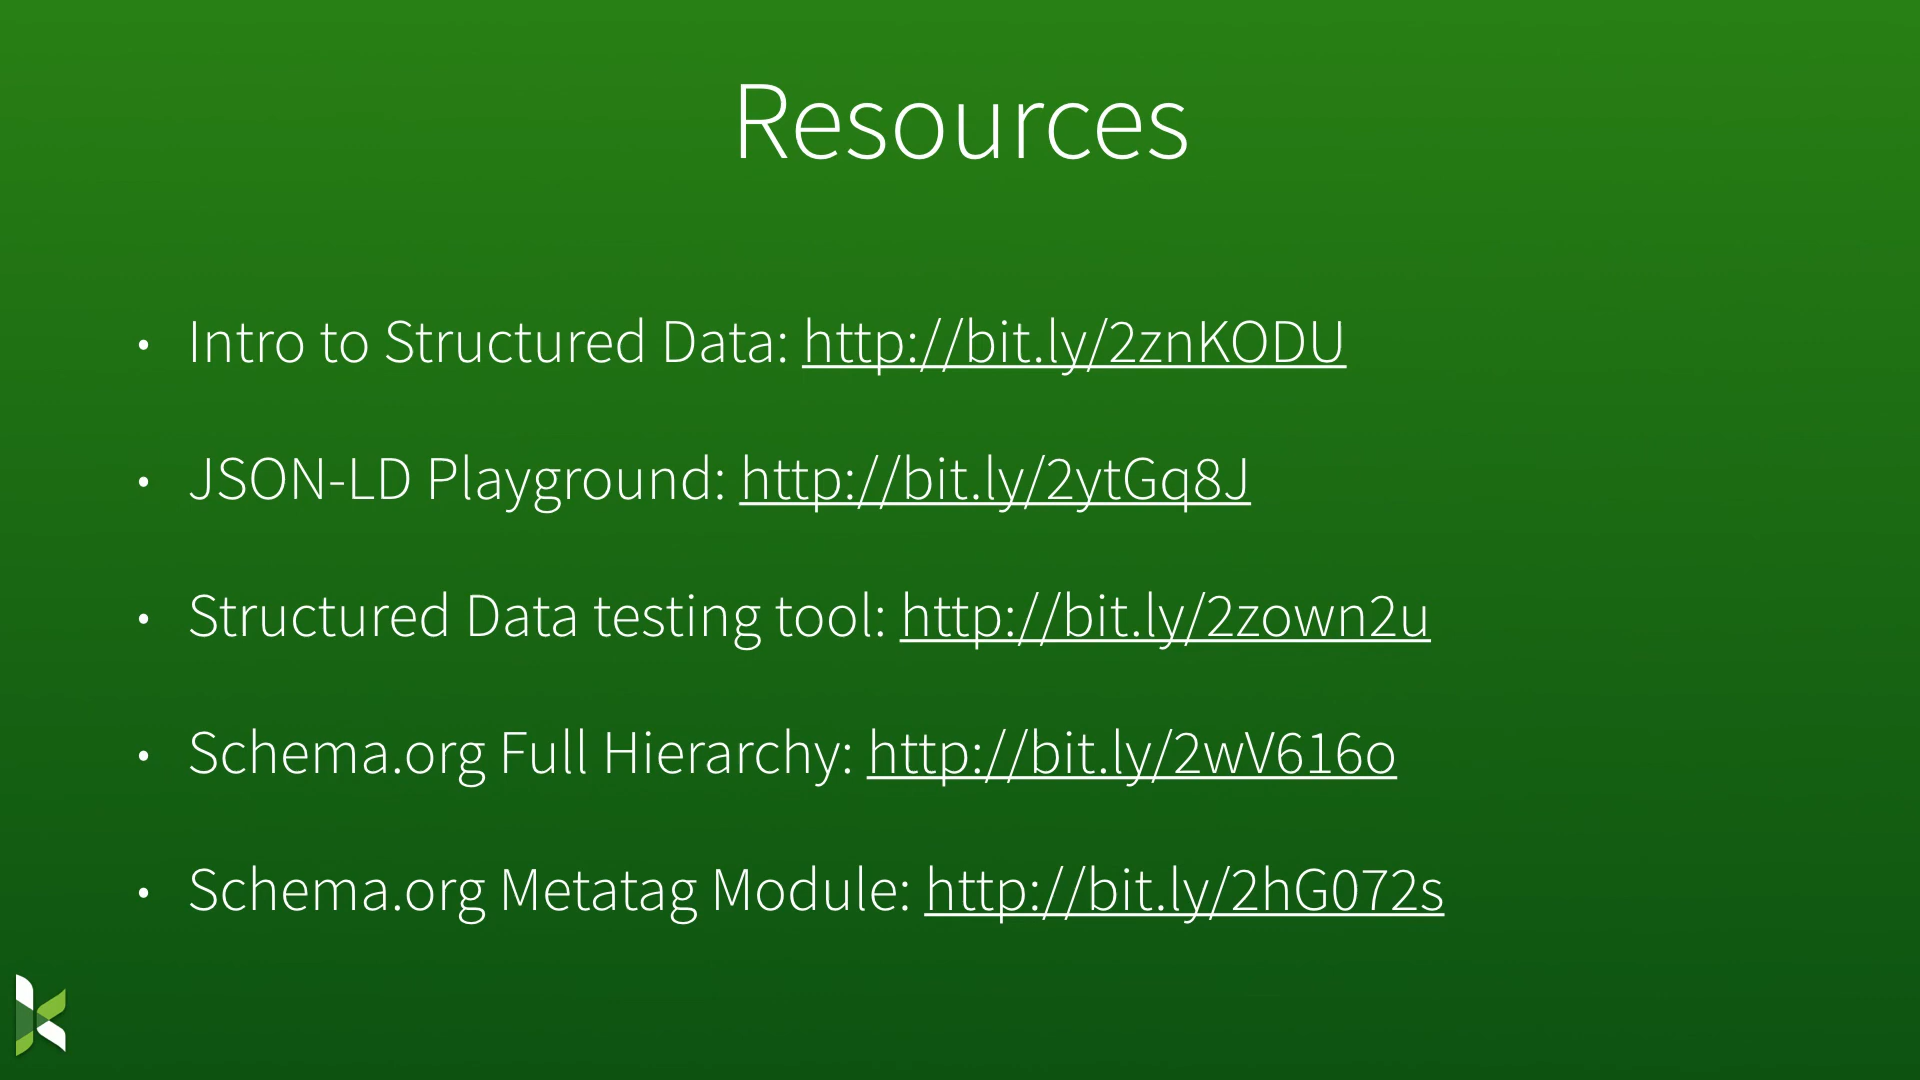 Resources
• Intro to Structured Data: http://bit.ly/2znKODU
• JSON-LD Playground: http://bit.ly/2ytGq8J
• Structured Data testing tool: http://bit.ly/2zown2u
• Schema.org Full Hierarchy: http://bit.ly/2wV616o
• Schema.org Metatag Module: http://bit.ly/2hG072s